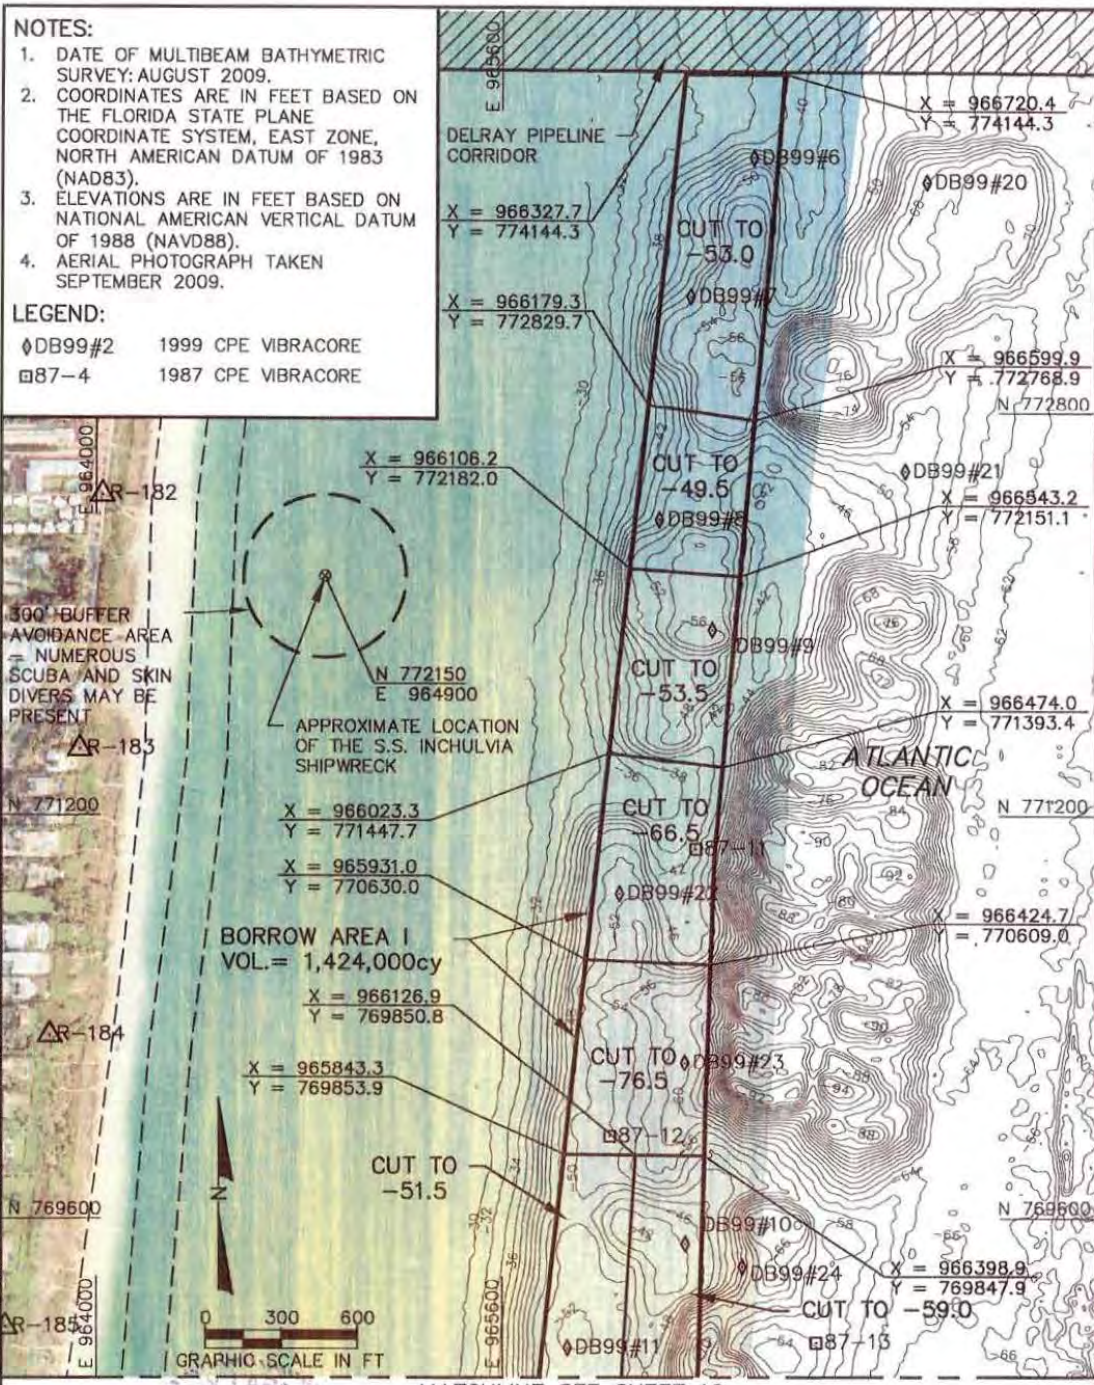 NOTES:
1. DATE OF MULTIBEAM BATHYMETRIC
SURVEY: AUGUST 2009.
2. COORDINATES ARE IN FEET BASED ON
THE FLORIDA STATE PLANE
COORDINATE SYSTEM, EAST ZONE,
NORTH AMERICAN DATUM OF 1983
(NAD83).
3. ELEVATIONS ARE IN FEET BASED ON
NATIONAL AMERICAN VERTICAL DATUM
OF 1988 (NAVD88).
4. AERIAL PHOTOGRAPH TAKEN
SEPTEMBER 2009.
LEGEND:
DB99#2 1999 CPE VIBRACORE
87-4 1987 CPE VIBRACORE
E 965600
DELRAY PIPELINE
CORRIDOR
X = 966720.4
Y = 774144.3
DB99#6
DB99#20
X = 966327.7
Y = 774144.3
CUT TO
-53.0
DB99#7
X = 966179.3
Y = 772829.7
X = 966599.9
Y = 772768.9
N 772800
E 964000
R-182
X = 966106.2
Y = 772182.0
CUT TO
-49.5
DB99#8
DB99#21
X = 966543.2
Y = 772151.1
300' BUFFER
AVOIDANCE AREA
- NUMEROUS
SCUBA AND SKIN
DIVERS MAY BE
PRESENT
N 772150
E 964900
APPROXIMATE LOCATION
OF THE S.S. INCHULVIA
SHIPWRECK
DB99#9
CUT TO
-53.5
X = 966474.0
Y = 771393.4
R-183
ATLANTIC
OCEAN
N 771200
N 771200
X = 966023.3
Y = 771447.7
CUT TO
-66.5
87-11
X = 965931.0
Y = 770630.0
DB99#22
X = 966424.7
Y = 770609.0
BORROW AREA I
VOL.= 1,424,000cy
X = 966126.9
Y = 769850.8
R-184
CUT TO
-76.5
DB99#23
X = 965843.3
Y = 769853.9
87-12
CUT TO
-51.5
N
N 769600
N 769600
DB99#10
DB99#24
X = 966398.9
Y = 769847.9
CUT TO -59.0
87-13
R-185
E 964000
0 300 600
GRAPHIC SCALE IN FT
E 965600
DB99#11